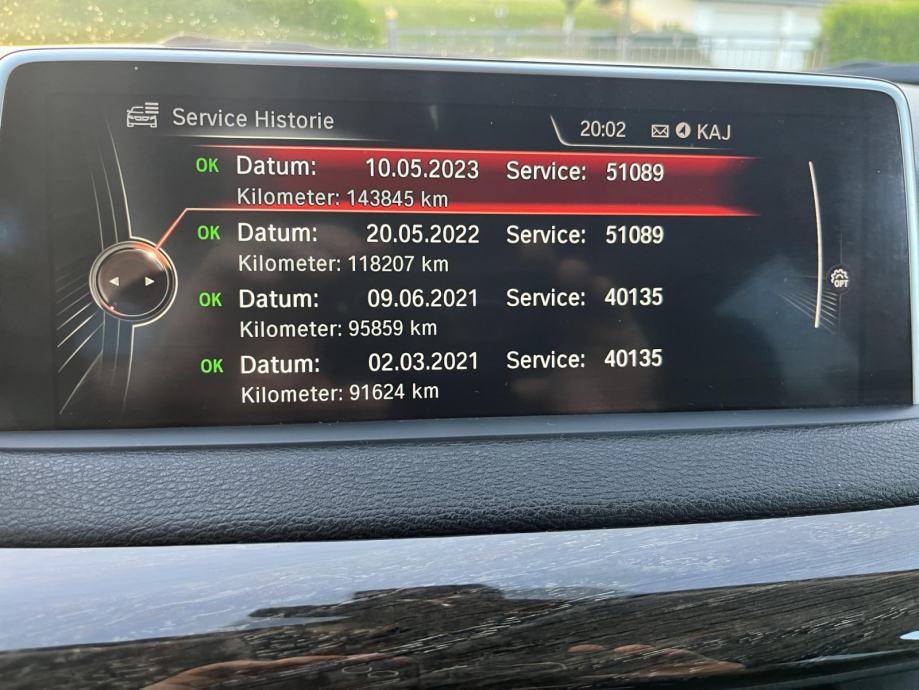 Service Historie
20:02 KAJ
OK Datum: 10.05.2023 Service: 51089
Kilometer: 143845 km
OK Datum: 20.05.2022 Service: 51089
Kilometer: 118207 km
OK Datum: 09.06.2021 Service: 40135
Kilometer: 95859 km
OK Datum: 02.03.2021 Service: 40135
Kilometer: 91624 km
OPT